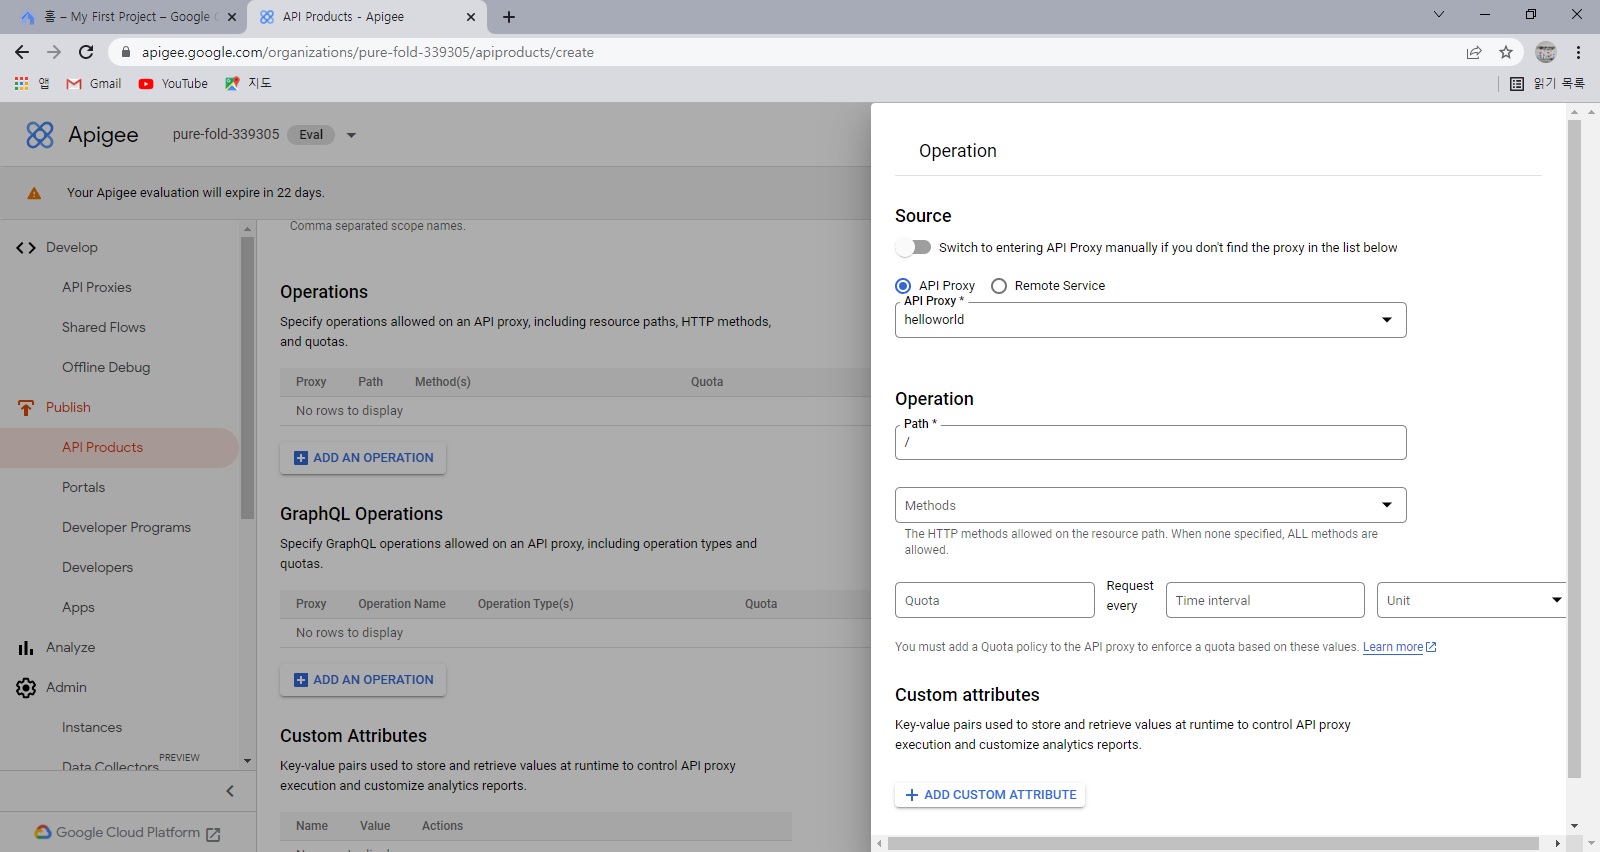 홈 – My First Project – Google C
API Products - Apigee
apigee.google.com/organizations/pure-fold-339305/apiproducts/create
앱
Gmail
YouTube
지도
읽기 목록
Apigee
pure-fold-339305
Eval
Your Apigee evaluation will expire in 22 days.
Develop
API Proxies
Shared Flows
Offline Debug
Publish
API Products
Portals
Developer Programs
Developers
Apps
Analyze
Admin
Instances
Data Collectors PREVIEW
Google Cloud Platform
Comma separated scope names.
Operations
Specify operations allowed on an API proxy, including resource paths, HTTP methods,
and quotas.
Proxy Path Method(s) Quota
No rows to display
ADD AN OPERATION
GraphQL Operations
Specify GraphQL operations allowed on an API proxy, including operation types and
quotas.
Proxy Operation Name Operation Type(s) Quota
No rows to display
ADD AN OPERATION
Custom Attributes
Key-value pairs used to store and retrieve values at runtime to control API proxy
execution and customize analytics reports.
Name Value Actions
Operation
Source
Switch to entering API Proxy manually if you don't find the proxy in the list below
API Proxy Remote Service
API Proxy *
helloworld
Operation
Path *
/
Methods
The HTTP methods allowed on the resource path. When none specified, ALL methods are
allowed.
Quota
Request
every
Time interval
Unit
You must add a Quota policy to the API proxy to enforce a quota based on these values. Learn more
Custom attributes
Key-value pairs used to store and retrieve values at runtime to control API proxy
execution and customize analytics reports.
ADD CUSTOM ATTRIBUTE